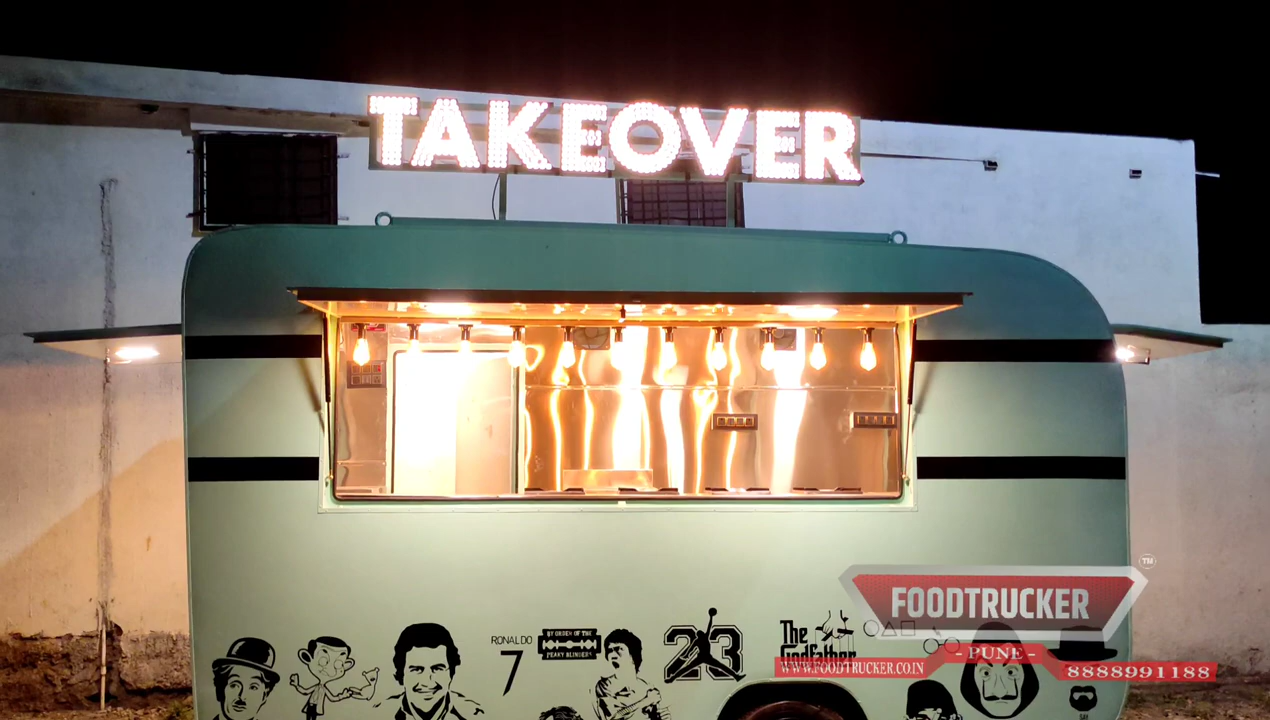 TAKEOVER
FOODTRUCKER
TM
RONALDO
7
BY ORDER OF THE
PEAKY BLINDERS
23
The
Godfather
- PUNE -
WWW.FOODTRUCKER.CO.IN
8888991188